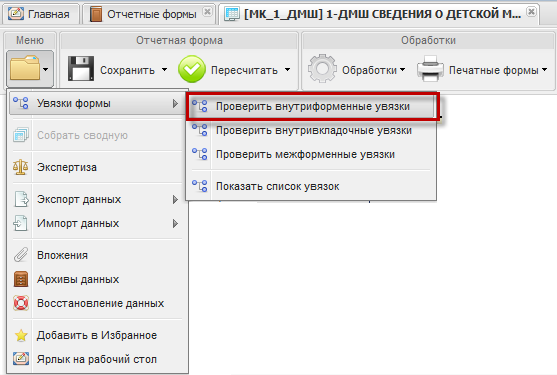 Главная
Отчетные формы
[МК_1_ДМШ] 1-ДМШ СВЕДЕНИЯ О ДЕТСКОЙ М...
Меню
Отчетная форма
Обработки
Сохранить
Пересчитать
Обработки
Печатные формы
Увязки формы
Проверить внутриформенные увязки
Собрать сводную
Проверить внутривкладочные увязки
Проверить межформенные увязки
Экспертиза
Показать список увязок
Экспорт данных
Импорт данных
Вложения
Архивы данных
Восстановление данных
Добавить в Избранное
Ярлык на рабочий стол